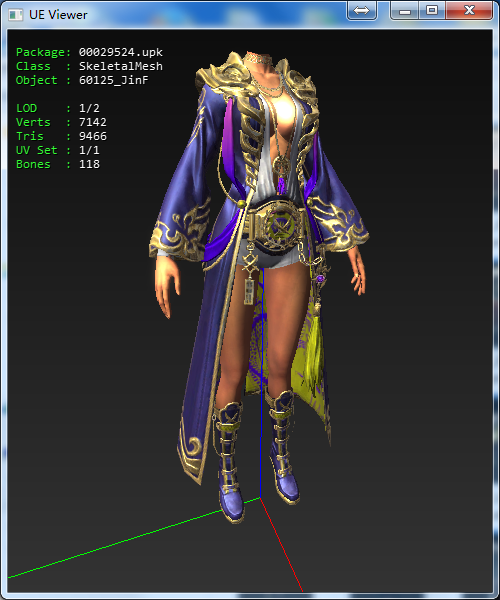 UE Viewer
Package: 00029524.upk
Class  : SkeletalMesh
Object : 60125_JinF
LOD    : 1/2
Verts  : 7142
Tris   : 9466
UV Set : 1/1
Bones  : 118